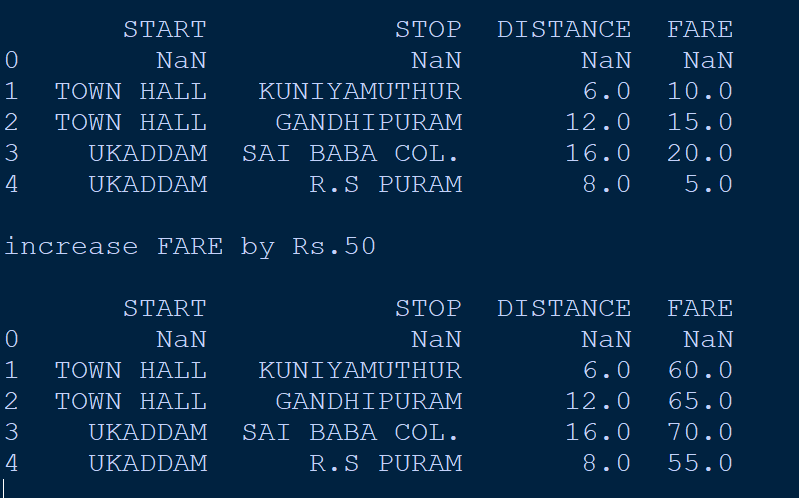 START STOP DISTANCE FARE
0 NaN NaN NaN NaN
1 TOWN HALL KUNIYAMUTHUR 6.0 10.0
2 TOWN HALL GANDHIPURAM 12.0 15.0
3 UKADDAM SAI BABA COL. 16.0 20.0
4 UKADDAM R.S PURAM 8.0 5.0
increase FARE by Rs.50
START STOP DISTANCE FARE
0 NaN NaN NaN NaN
1 TOWN HALL KUNIYAMUTHUR 6.0 60.0
2 TOWN HALL GANDHIPURAM 12.0 65.0
3 UKADDAM SAI BABA COL. 16.0 70.0
4 UKADDAM R.S PURAM 8.0 55.0